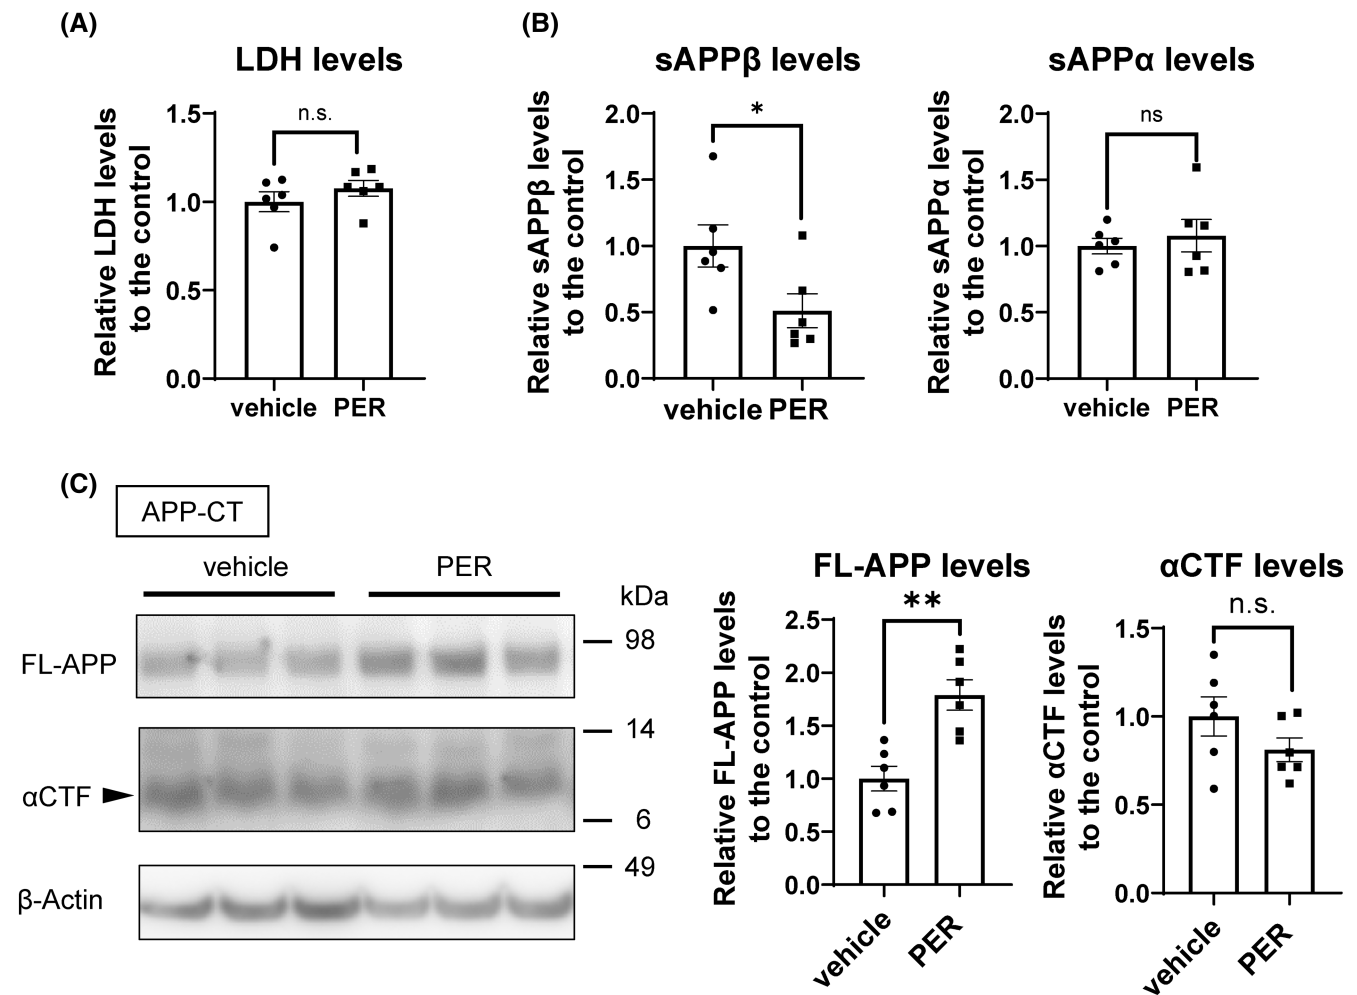 (A)
LDH levels
Relative LDH levels
to the control
1.5
1.0
0.5
0.0
n.s.
vehicle PER
(B)
sAPPβ levels
Relative sAPPβ levels
to the control
2.0
1.5
1.0
0.5
0.0
*
vehicle PER
sAPPα levels
Relative sAPPα levels
to the control
2.0
1.5
1.0
0.5
0.0
ns
vehicle PER
(C)
APP-CT
vehicle PER
kDa
FL-APP
98
14
αCTF
6
49
β-Actin
FL-APP levels
Relative FL-APP levels
to the control
2.5
2.0
1.5
1.0
0.5
0.0
**
vehicle PER
αCTF levels
Relative αCTF levels
to the control
1.5
1.0
0.5
0.0
n.s.
vehicle PER